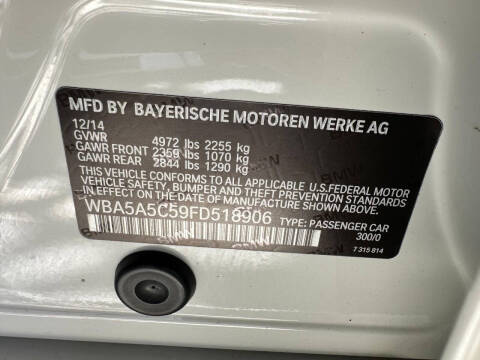 MFD BY BAYERISCHE MOTOREN WERKE AG
12/14
GVWR 4972 lbs 2255 kg
GAWR FRONT 2359 lbs 1070 kg
GAWR REAR 2844 lbs 1290 kg
THIS VEHICLE CONFORMS TO ALL APPLICABLE U.S.FEDERAL MOTOR
VEHICLE SAFETY, BUMPER, AND THEFT PREVENTION STANDARDS
IN EFFECT ON THE DATE OF MANUFACTURE SHOWN ABOVE.
WBA5A5C59FD518906 TYPE: PASSENGER CAR
300/0
7 315 814